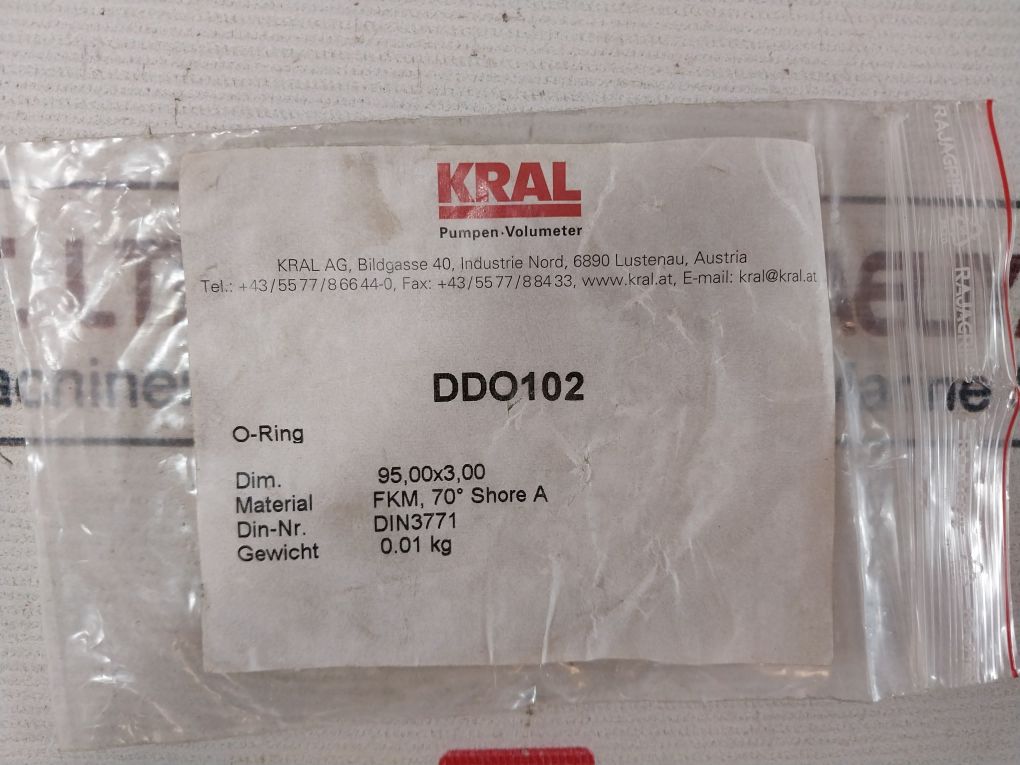 KRAL
Pumpen·Volumeter
KRAL AG, Bildgasse 40, Industrie Nord, 6890 Lustenau, Austria
Tel.: +43/5577/86644-0, Fax: +43/5577/88433, www.kral.at, E-mail: kral@kral.at
DDO102
O-Ring
Dim. 95,00x3,00
Material FKM, 70° Shore A
Din-Nr. DIN3771
Gewicht 0.01 kg